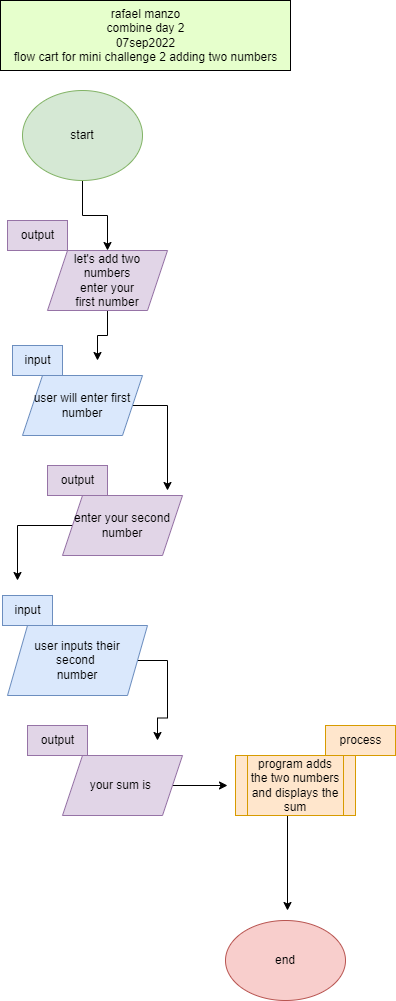 rafael manzo
combine day 2
07sep2022
flow cart for mini challenge 2 adding two numbers
start
output
let's add two
numbers
enter your
first number
input
user will enter first
number
output
enter your second
number
input
user inputs their
second
number
output
your sum is
process
program adds
the two numbers
and displays the
sum
end